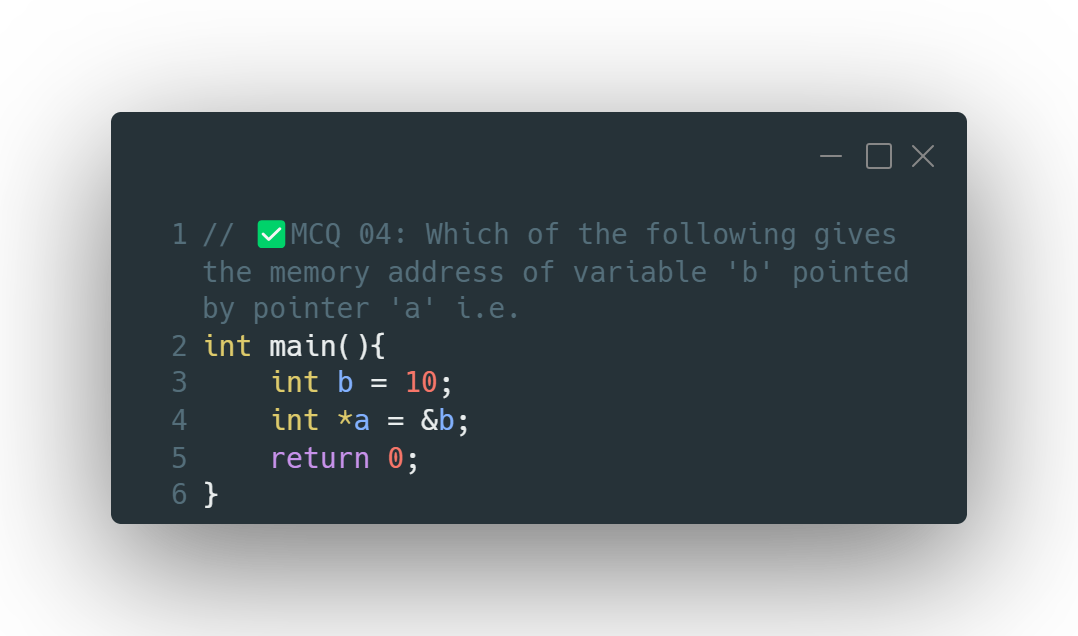 1 // ✅MCQ 04: Which of the following gives
the memory address of variable 'b' pointed
by pointer 'a' i.e.
2 int main(){
3     int b = 10;
4     int *a = &b;
5     return 0;
6 }